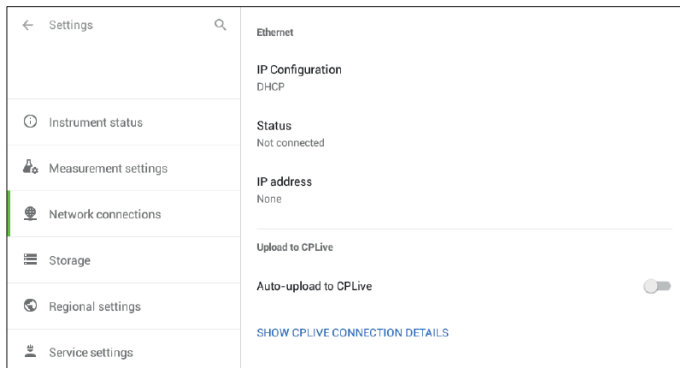 Settings
Instrument status
Measurement settings
Network connections
Storage
Regional settings
Service settings
Ethernet
IP Configuration
DHCP
Status
Not connected
IP address
None
Upload to CPLive
Auto-upload to CPLive
SHOW CPLIVE CONNECTION DETAILS